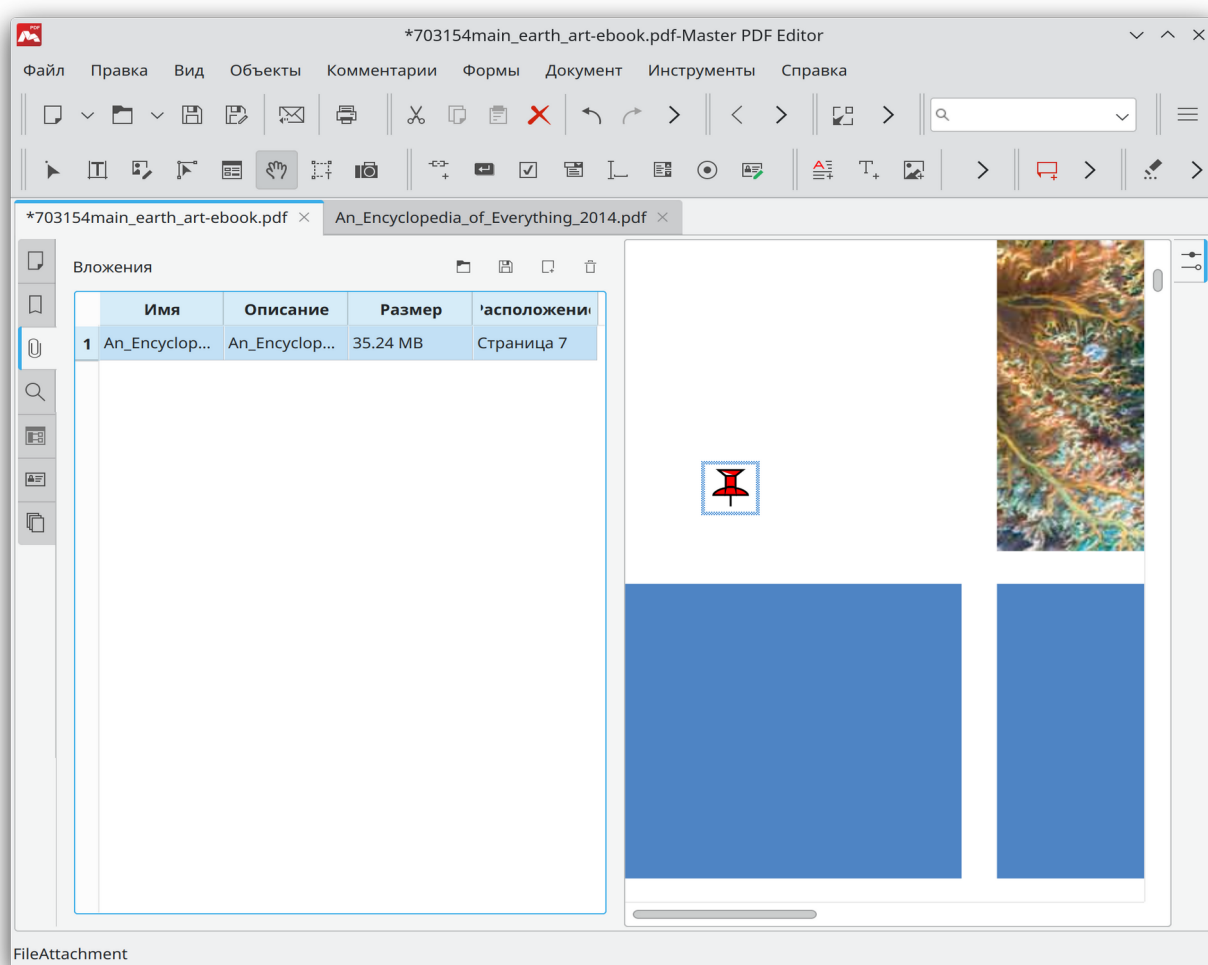 *703154main_earth_art-ebook.pdf-Master PDF Editor
Файл Правка Вид Объекты Комментарии Формы Документ Инструменты Справка
*703154main_earth_art-ebook.pdf An_Encyclopedia_of_Everything_2014.pdf
Вложения
Имя Описание Размер Расположение
1 An_Encyclop... An_Encyclop... 35.24 MB Страница 7
FileAttachment